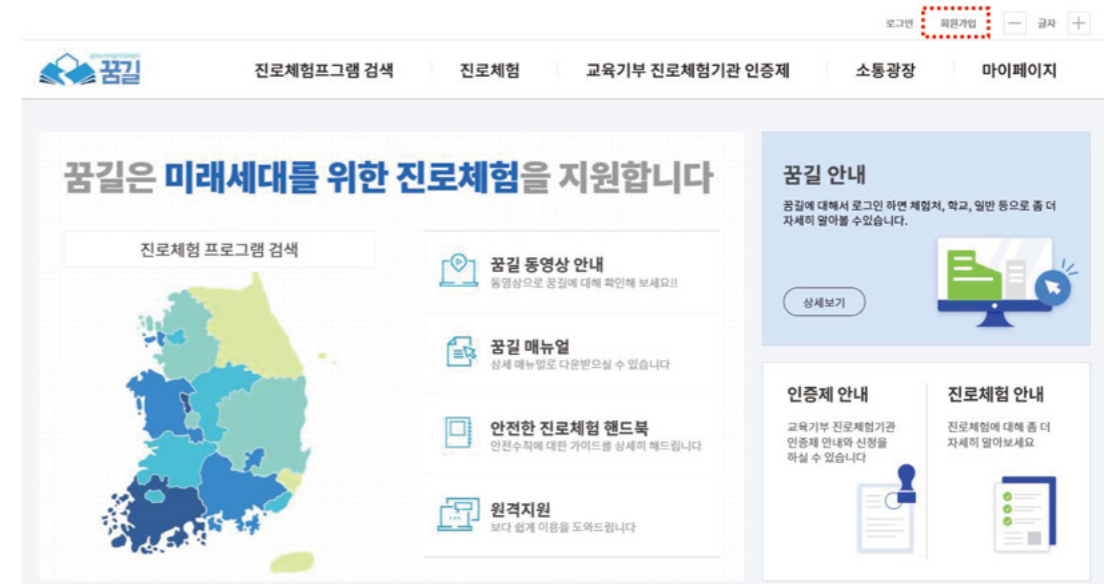 로그인 회원가입 글자
꿈길
진로체험프로그램 검색 진로체험 교육기부 진로체험기관 인증제 소통광장 마이페이지
꿈길은 미래세대를 위한 진로체험을 지원합니다
진로체험 프로그램 검색
꿈길 동영상 안내
동영상으로 꿈길에 대해 확인해 보세요!!
꿈길 매뉴얼
상세 매뉴얼로 다운받으실 수 있습니다
안전한 진로체험 핸드북
안전수칙에 대한 가이드를 상세히 해드립니다
원격지원
보다 쉽게 이용을 도와드립니다
꿈길 안내
꿈길에 대해서 로그인 하면 체험처, 학교, 일반 등으로 좀 더
자세히 알아볼 수있습니다.
상세보기
인증제 안내
교육기부 진로체험기관
인증제 안내와 신청을
하실 수 있습니다
진로체험 안내
진로체험에 대해 좀 더
자세히 알아보세요